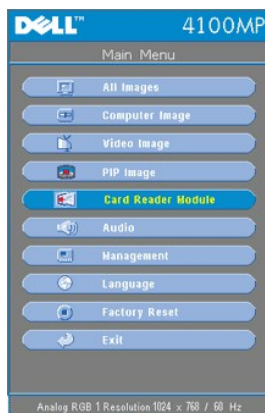 DELL™ 4100MP
Main Menu
All Images
Computer Image
Video Image
PIP Image
Card Reader Module
Audio
Management
Language
Factory Reset
Exit
Analog RGB 1 Resolution 1024 x 768 / 60 Hz